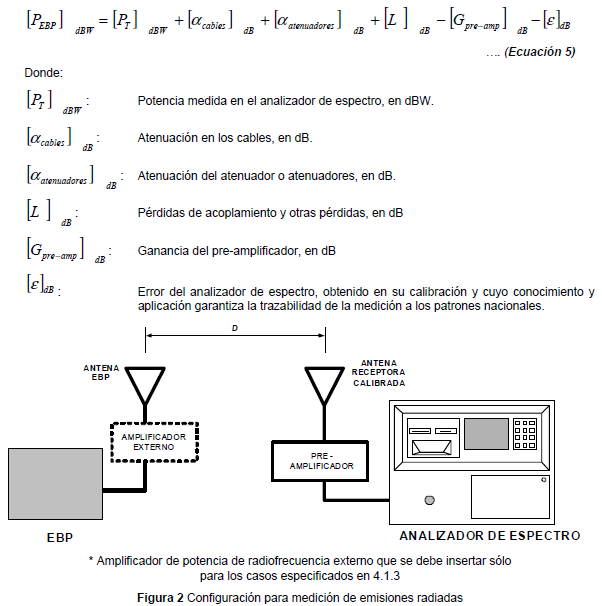 [P_EBP]_dBW = [P_T]_dBW + [α_cables]_dB + [α_atenuadores]_dB + [L]_dB − [G_pre−amp]_dB − [ε]_dB
.... (Ecuación 5)
Donde:
[P_T]_dBW : Potencia medida en el analizador de espectro, en dBW.
[α_cables]_dB : Atenuación en los cables, en dB.
[α_atenuadores]_dB : Atenuación del atenuador o atenuadores, en dB.
[L]_dB : Pérdidas de acoplamiento y otras pérdidas, en dB
[G_pre−amp]_dB : Ganancia del pre-amplificador, en dB
[ε]_dB : Error del analizador de espectro, obtenido en su calibración y cuyo conocimiento y
aplicación garantiza la trazabilidad de la medición a los patrones nacionales.
D
ANTENA
EBP
ANTENA
RECEPTORA
CALIBRADA
AMPLIFICADOR
EXTERNO
PRE -
AMPLIFICADOR
EBP
ANALIZADOR DE ESPECTRO
* Amplificador de potencia de radiofrecuencia externo que se debe insertar sólo
para los casos especificados en 4.1.3
Figura 2 Configuración para medición de emisiones radiadas